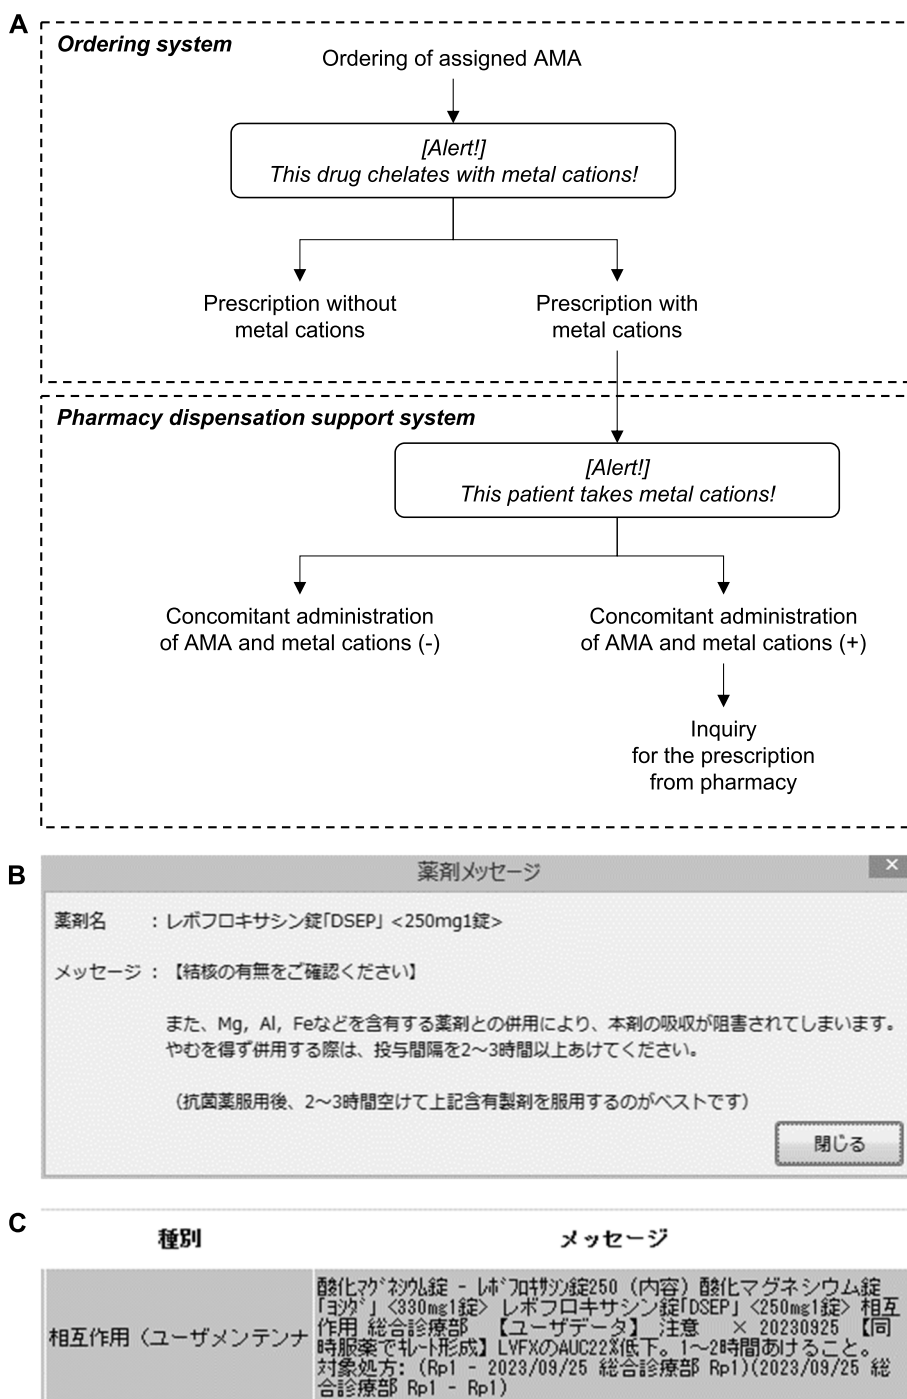 A
Ordering system
Ordering of assigned AMA
[Alert!]
This drug chelates with metal cations!
Prescription without
metal cations
Prescription with
metal cations
Pharmacy dispensation support system
[Alert!]
This patient takes metal cations!
Concomitant administration
of AMA and metal cations (-)
Concomitant administration
of AMA and metal cations (+)
Inquiry
for the prescription
from pharmacy
B
薬剤メッセージ
×
薬剤名 : レボフロキサシン錠「DSEP」 <250mg1錠>
メッセージ : 【結核の有無をご確認ください】
また、Mg, Al, Feなどを含有する薬剤との併用により、本剤の吸収が阻害されてしまいます。
やむを得ず併用する際は、投与間隔を2～3時間以上あけてください。
（抗菌薬服用後、2～3時間空けて上記含有製剤を服用するのがベストです）
閉じる
C
種別 メッセージ
酸化ﾏｸﾞﾈｼｳﾑ錠 - ﾚﾎﾞﾌﾛｷｻｼﾝ錠250 (内容) 酸化マグネシウム錠
「ﾖｼﾀﾞ」<330mg1錠> レボフロキサシン錠「DSEP」<250mg1錠> 相互
相互作用（ユーザメンテンナ 作用 総合診療部 【ユーザデータ】 注意 × 20230925 【同
時服薬でｷﾚｰﾄ形成】LVFXのAUC22%低下。1～2時間あけること。
対象処方: (Rp1 - 2023/09/25 総合診療部 Rp1)(2023/09/25 総
合診療部 Rp1 - Rp1)